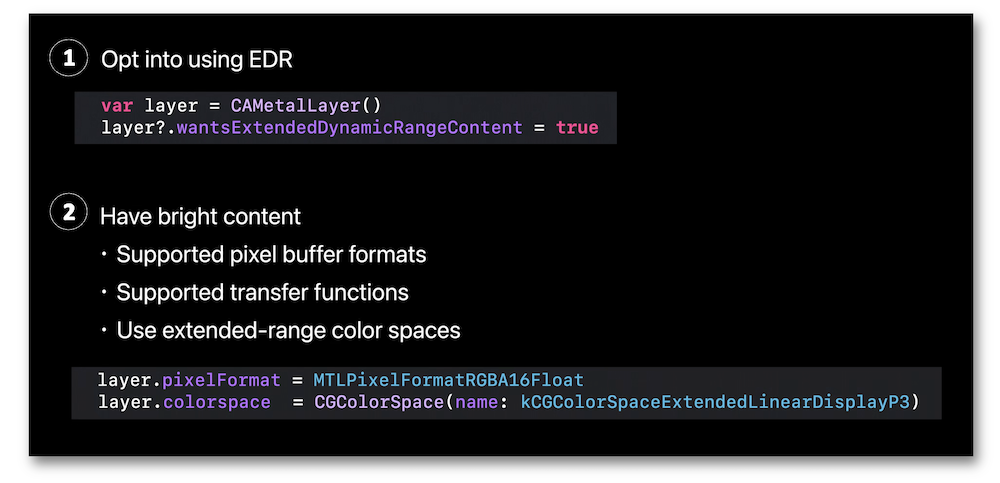 1 Opt into using EDR
var layer = CAMetalLayer()
layer?.wantsExtendedDynamicRangeContent = true
2 Have bright content
· Supported pixel buffer formats
· Supported transfer functions
· Use extended-range color spaces
layer.pixelFormat = MTLPixelFormatRGBA16Float
layer.colorspace  = CGColorSpace(name: kCGColorSpaceExtendedLinearDisplayP3)